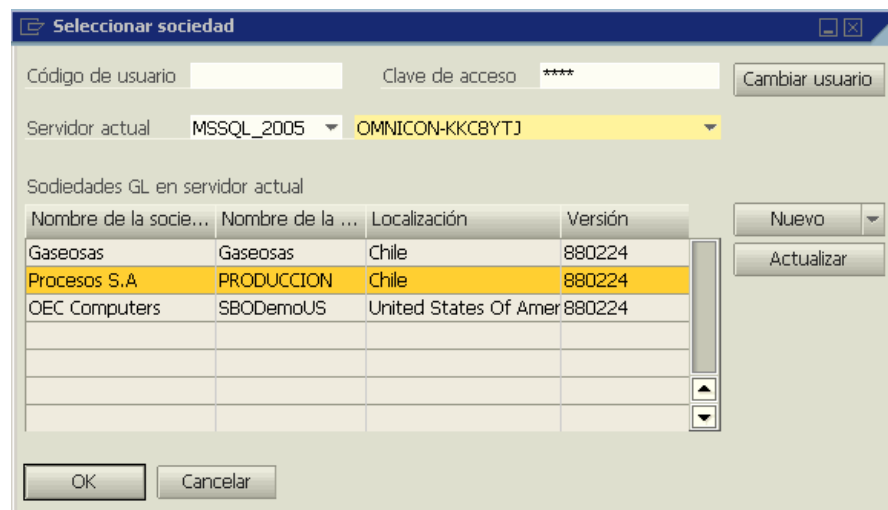 Seleccionar sociedad
Código de usuario Clave de acceso **** Cambiar usuario
Servidor actual MSSQL_2005 OMNICON-KKC8YTJ
Sodiedades GL en servidor actual
Nombre de la socie... Nombre de la ... Localización Versión Nuevo
Gaseosas Gaseosas Chile 880224 Actualizar
Procesos S.A PRODUCCION Chile 880224
OEC Computers SBODemoUS United States Of Amer 880224
OK Cancelar